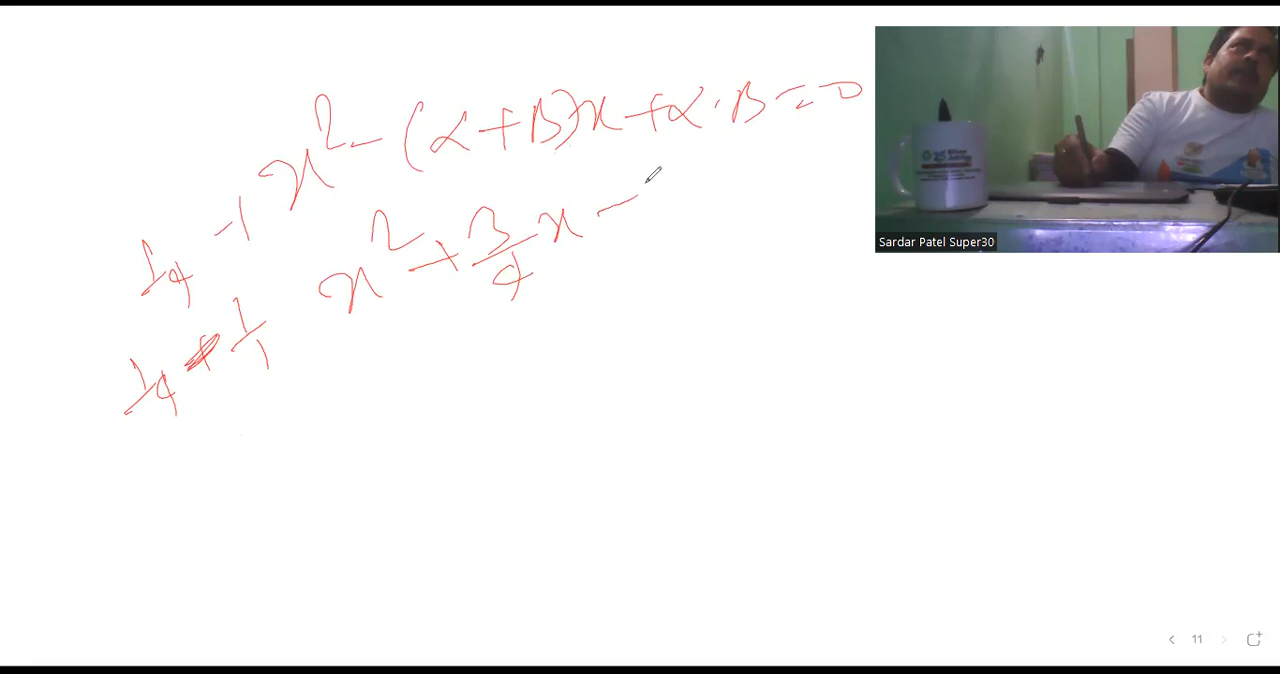 x² - (α + β)x + α · β = 0
1/4 - 1
x² + 3/4 x -
1/4 1/1
Sardar Patel Super30
11